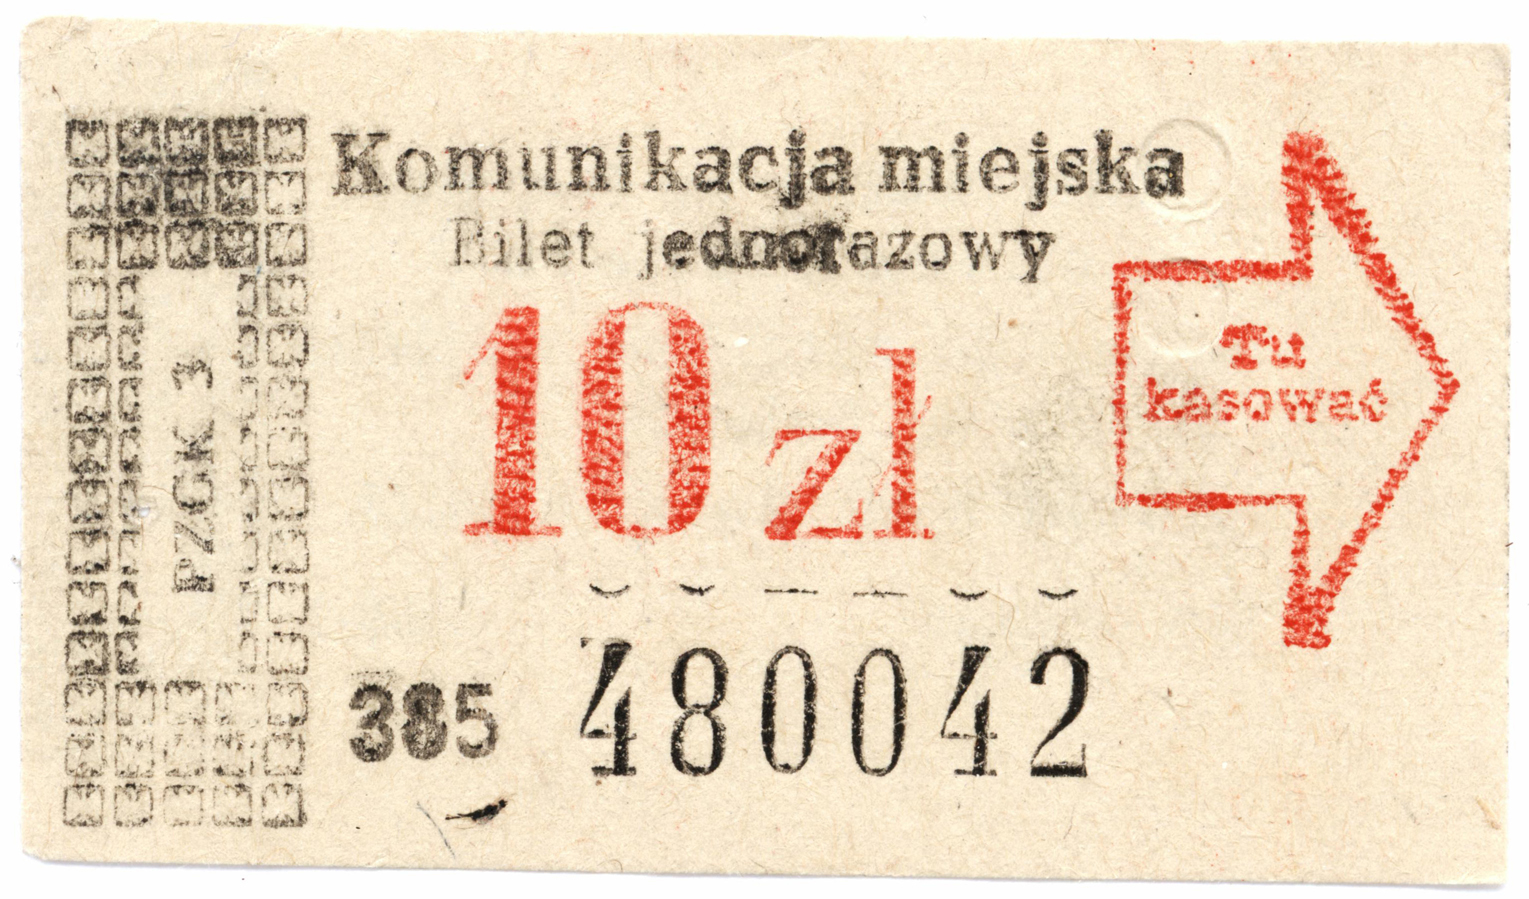 Komunikacja miejska
Bilet jednorazowy
10 zł
Tu
kasować
PZGK 3
385 480042